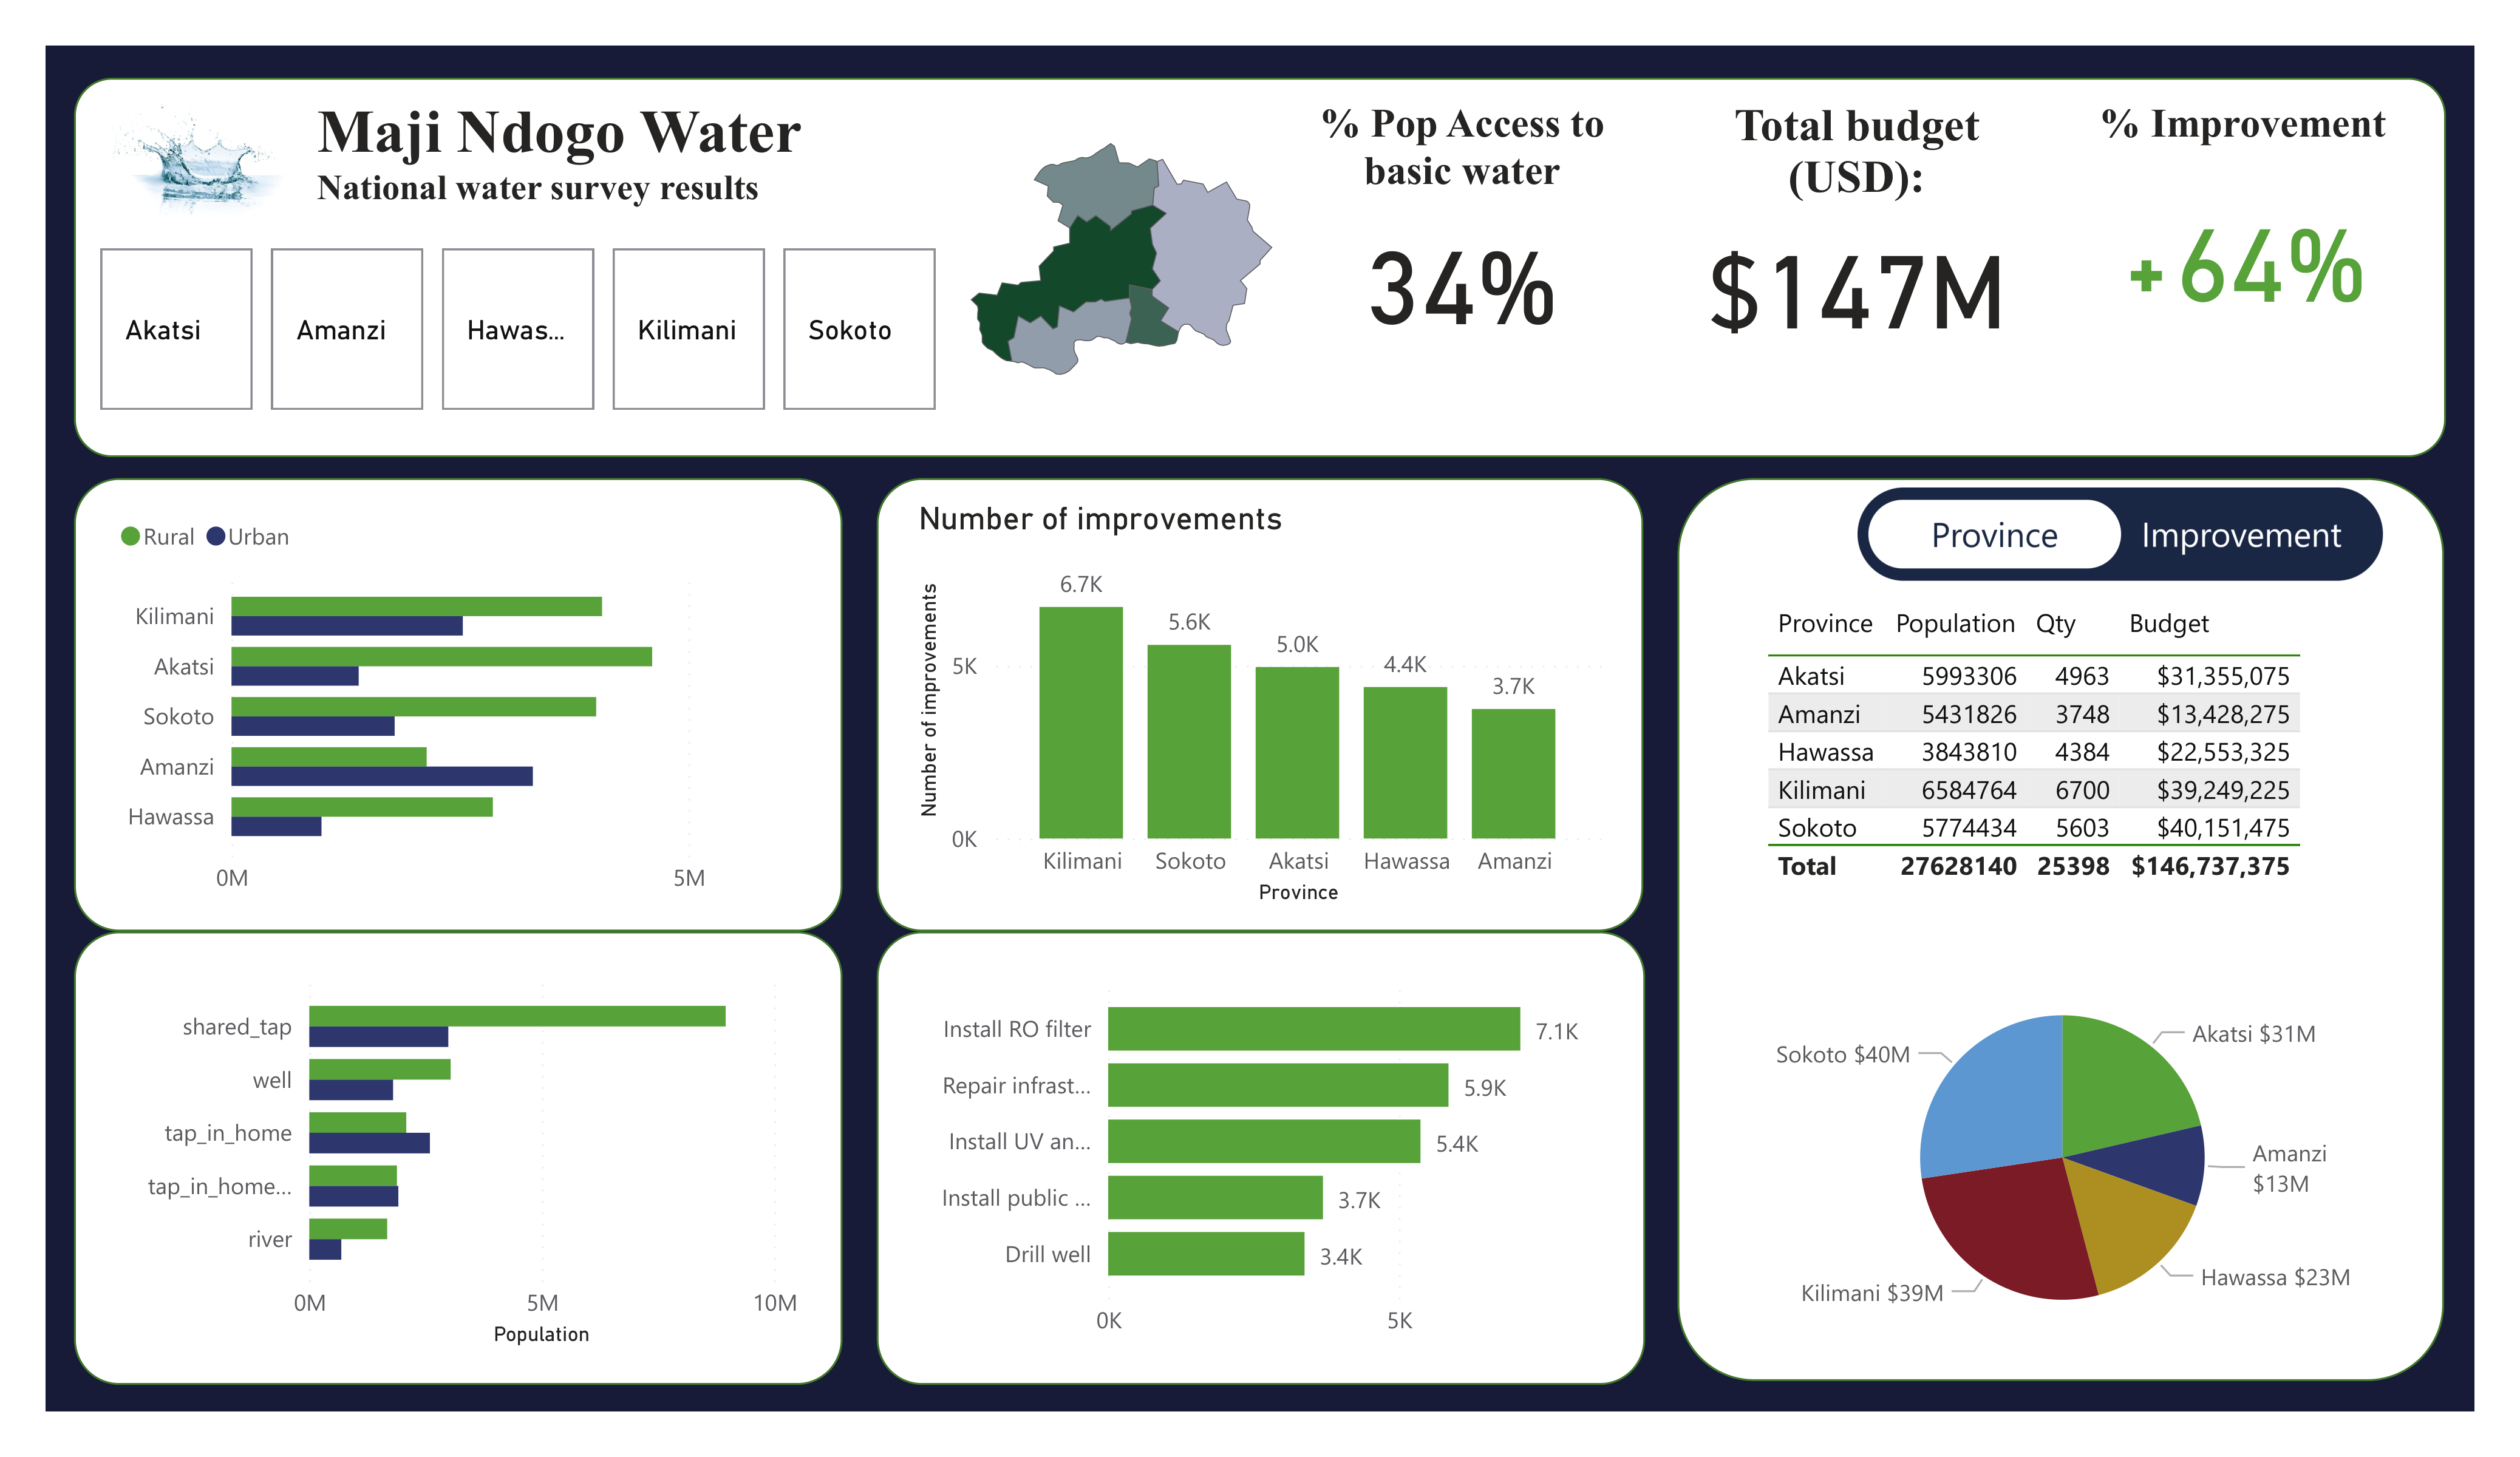 Maji Ndogo Water
National water survey results
Akatsi
Amanzi
Hawas...
Kilimani
Sokoto
% Pop Access to
basic water
34%
Total budget
(USD):
$147M
% Improvement
+64%
Rural Urban
Kilimani
Akatsi
Sokoto
Amanzi
Hawassa
0M 5M
Number of improvements
Number of improvements
5K
0K
6.7K
5.6K
5.0K
4.4K
3.7K
Kilimani Sokoto Akatsi Hawassa Amanzi
Province
Province Improvement
Province Population Qty Budget
Akatsi 5993306 4963 $31,355,075
Amanzi 5431826 3748 $13,428,275
Hawassa 3843810 4384 $22,553,325
Kilimani 6584764 6700 $39,249,225
Sokoto 5774434 5603 $40,151,475
Total 27628140 25398 $146,737,375
shared_tap
well
tap_in_home
tap_in_home...
river
0M 5M 10M
Population
Install RO filter 7.1K
Repair infrast... 5.9K
Install UV an... 5.4K
Install public ... 3.7K
Drill well 3.4K
0K 5K
Sokoto $40M
Akatsi $31M
Amanzi
$13M
Hawassa $23M
Kilimani $39M